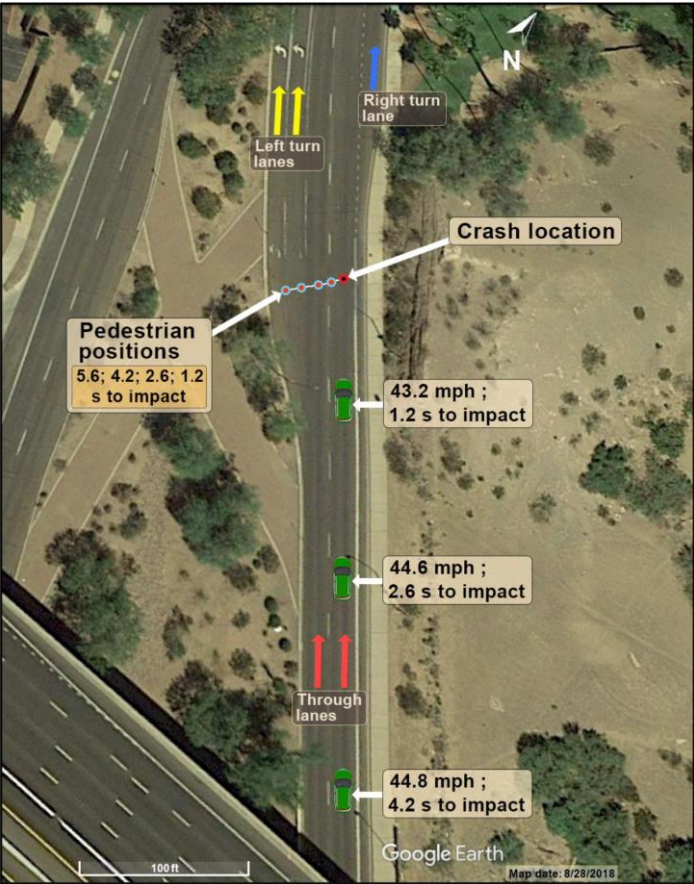 N
Right turn
lane
Left turn
lanes
Crash location
Pedestrian
positions
5.6; 4.2; 2.6; 1.2
s to impact
43.2 mph ;
1.2 s to impact
44.6 mph ;
2.6 s to impact
Through
lanes
44.8 mph ;
4.2 s to impact
100 ft
Google Earth
Map date: 8/28/2018